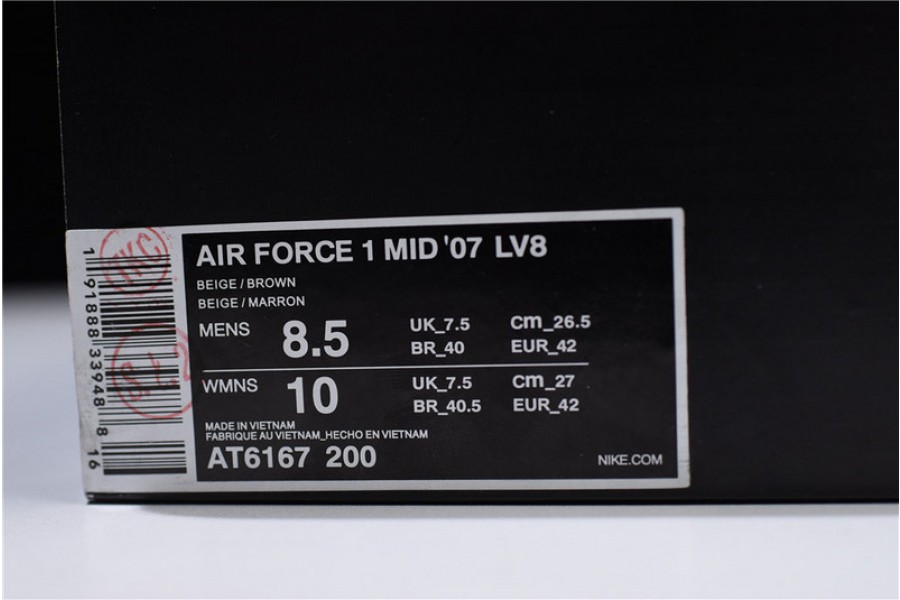 AIR FORCE 1 MID '07 LV8
BEIGE / BROWN
BEIGE / MARRON
MENS 8.5 UK_7.5 cm_26.5
BR_40 EUR_42
WMNS 10 UK_7.5 cm_27
BR_40.5 EUR_42
MADE IN VIETNAM
FABRIQUE AU VIETNAM_HECHO EN VIETNAM
AT6167 200 NIKE.COM
1 91888 33948 8 16